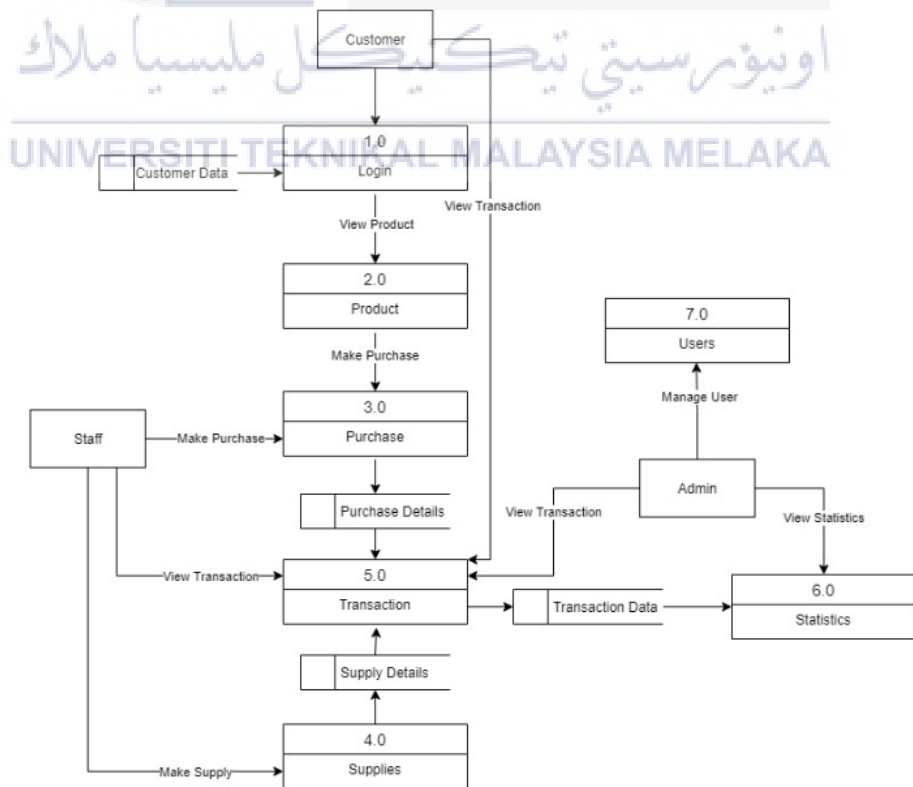 Customer
اونيۏرسيتي تيكنيكل مليسيا ملاك
UNIVERSITI TEKNIKAL MALAYSIA MELAKA
1.0
Login
Customer Data
View Transaction
View Product
2.0
Product
7.0
Users
Make Purchase
Manage User
3.0
Purchase
Staff
Make Purchase
Admin
Purchase Details
View Transaction
View Statistics
5.0
Transaction
View Transaction
Transaction Data
6.0
Statistics
Supply Details
4.0
Supplies
Make Supply